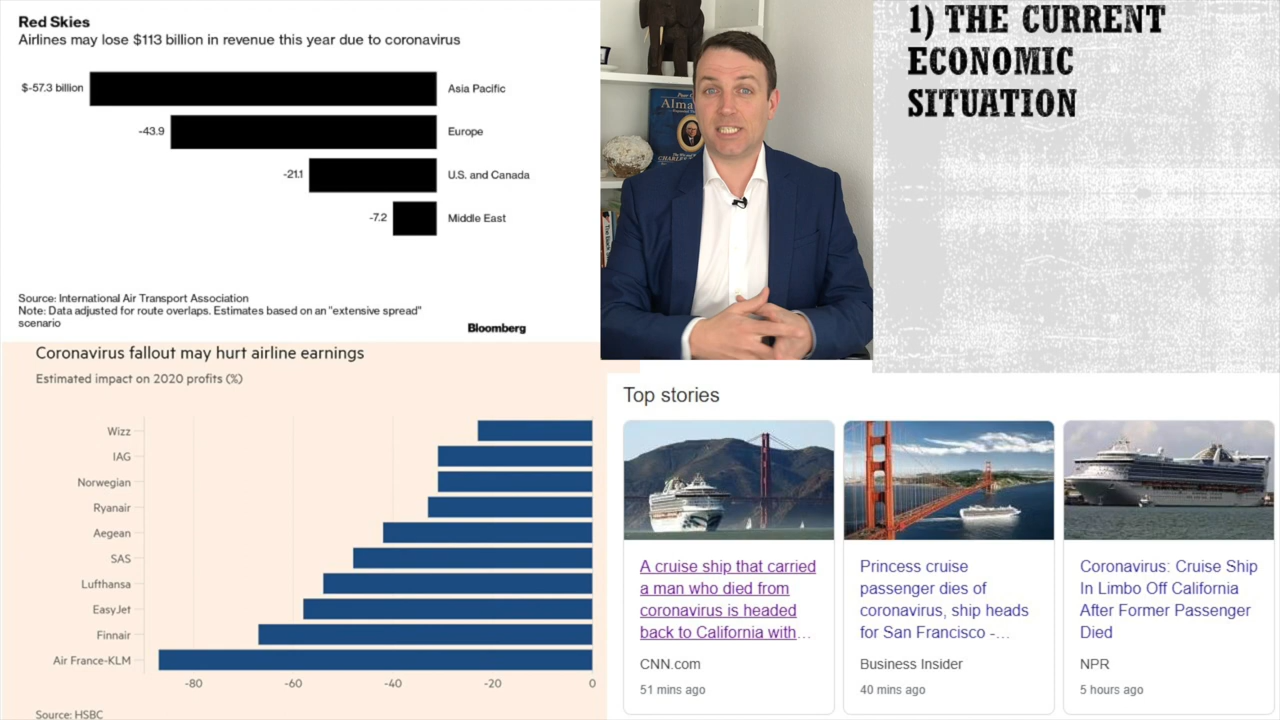 Red Skies
Airlines may lose $113 billion in revenue this year due to coronavirus
$-57.3 billion
Asia Pacific
-43.9
Europe
-21.1
U.S. and Canada
-7.2
Middle East
Source: International Air Transport Association
Note: Data adjusted for route overlaps. Estimates based on an "extensive spread"
scenario
Bloomberg
Alma
CHARLIE
1) THE CURRENT
ECONOMIC
SITUATION
Coronavirus fallout may hurt airline earnings
Estimated impact on 2020 profits (%)
Wizz
IAG
Norwegian
Ryanair
Aegean
SAS
Lufthansa
EasyJet
Finnair
Air France-KLM
-80
-60
-40
-20
0
Source: HSBC
Top stories
A cruise ship that carried
a man who died from
coronavirus is headed
back to California with...
CNN.com
51 mins ago
Princess cruise
passenger dies of
coronavirus, ship heads
for San Francisco -...
Business Insider
40 mins ago
Coronavirus: Cruise Ship
In Limbo Off California
After Former Passenger
Died
NPR
5 hours ago